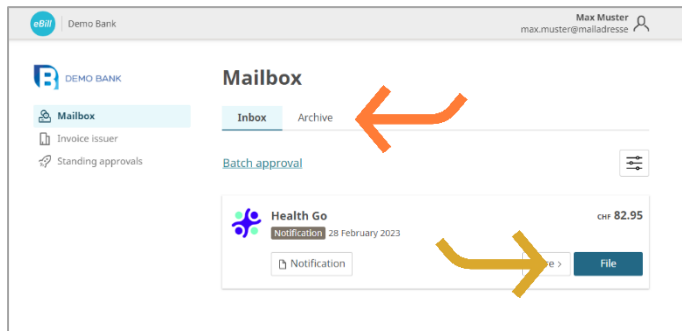 eBill Demo Bank
Max Muster
max.muster@mailadresse
DEMO BANK
Mailbox
Invoice issuer
Standing approvals
Mailbox
Inbox Archive
Batch approval
Health Go
Notification 28 February 2023
CHF 82.95
Notification
File